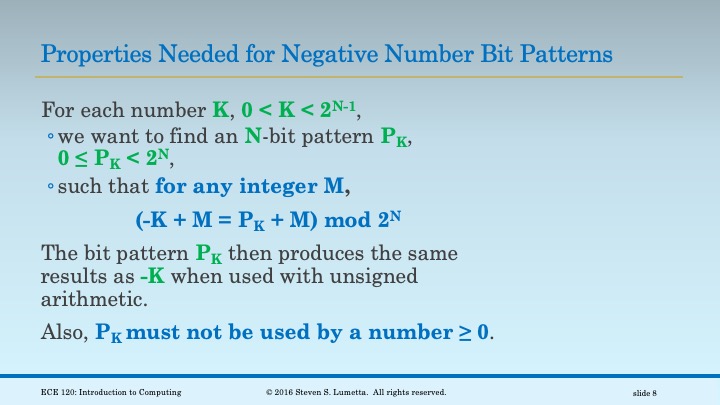 Properties Needed for Negative Number Bit Patterns
For each number K, 0 < K < 2^{N-1},
◦ we want to find an N-bit pattern P_K,
0 ≤ P_K < 2^N,
◦ such that for any integer M,
(-K + M = P_K + M) mod 2^N
The bit pattern P_K then produces the same
results as -K when used with unsigned
arithmetic.
Also, P_K must not be used by a number ≥ 0.
ECE 120: Introduction to Computing © 2016 Steven S. Lumetta. All rights reserved. slide 8